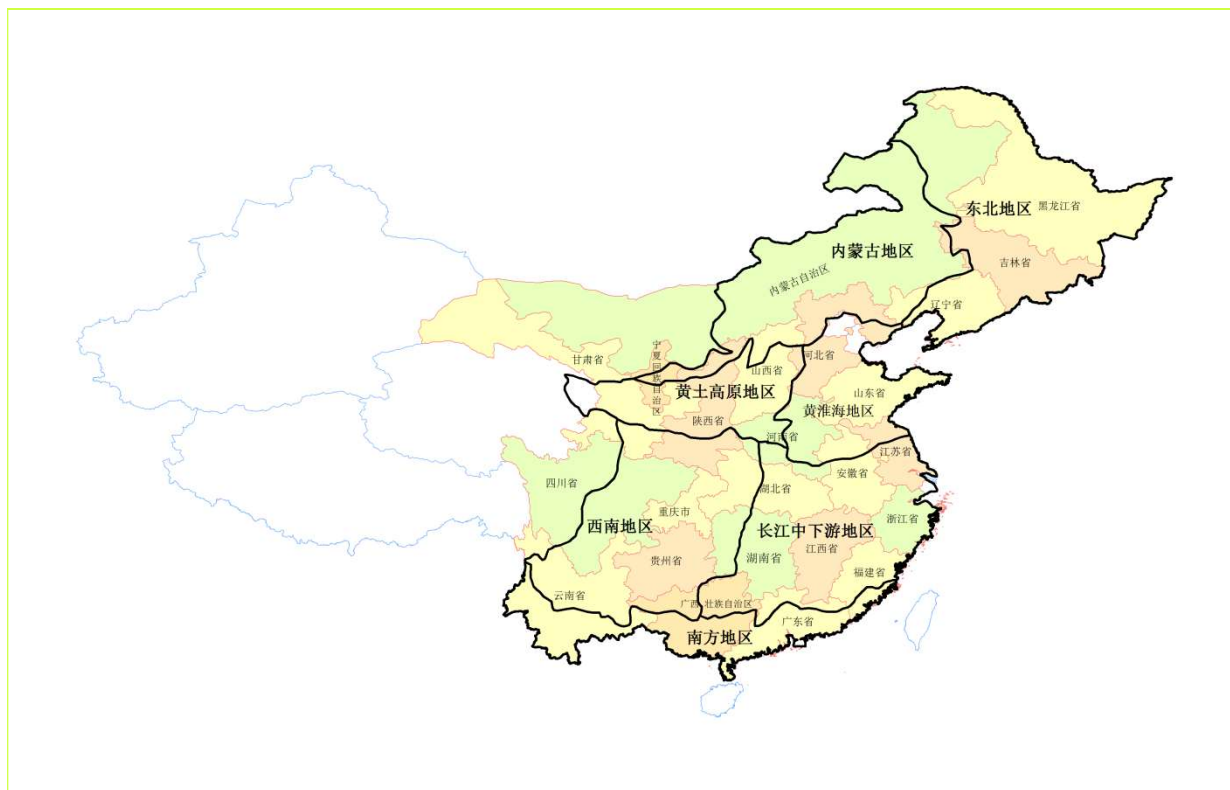 东北地区
黑龙江省
内蒙古地区
吉林省
内蒙古自治区
辽宁省
甘肃省
宁夏回族自治区
河北省
山西省
黄土高原地区
山东省
黄淮海地区
陕西省
河南省
江苏省
安徽省
四川省
湖北省
重庆市
浙江省
西南地区
长江中下游地区
江西省
湖南省
贵州省
福建省
云南省
广西 壮族自治区
广东省
南方地区